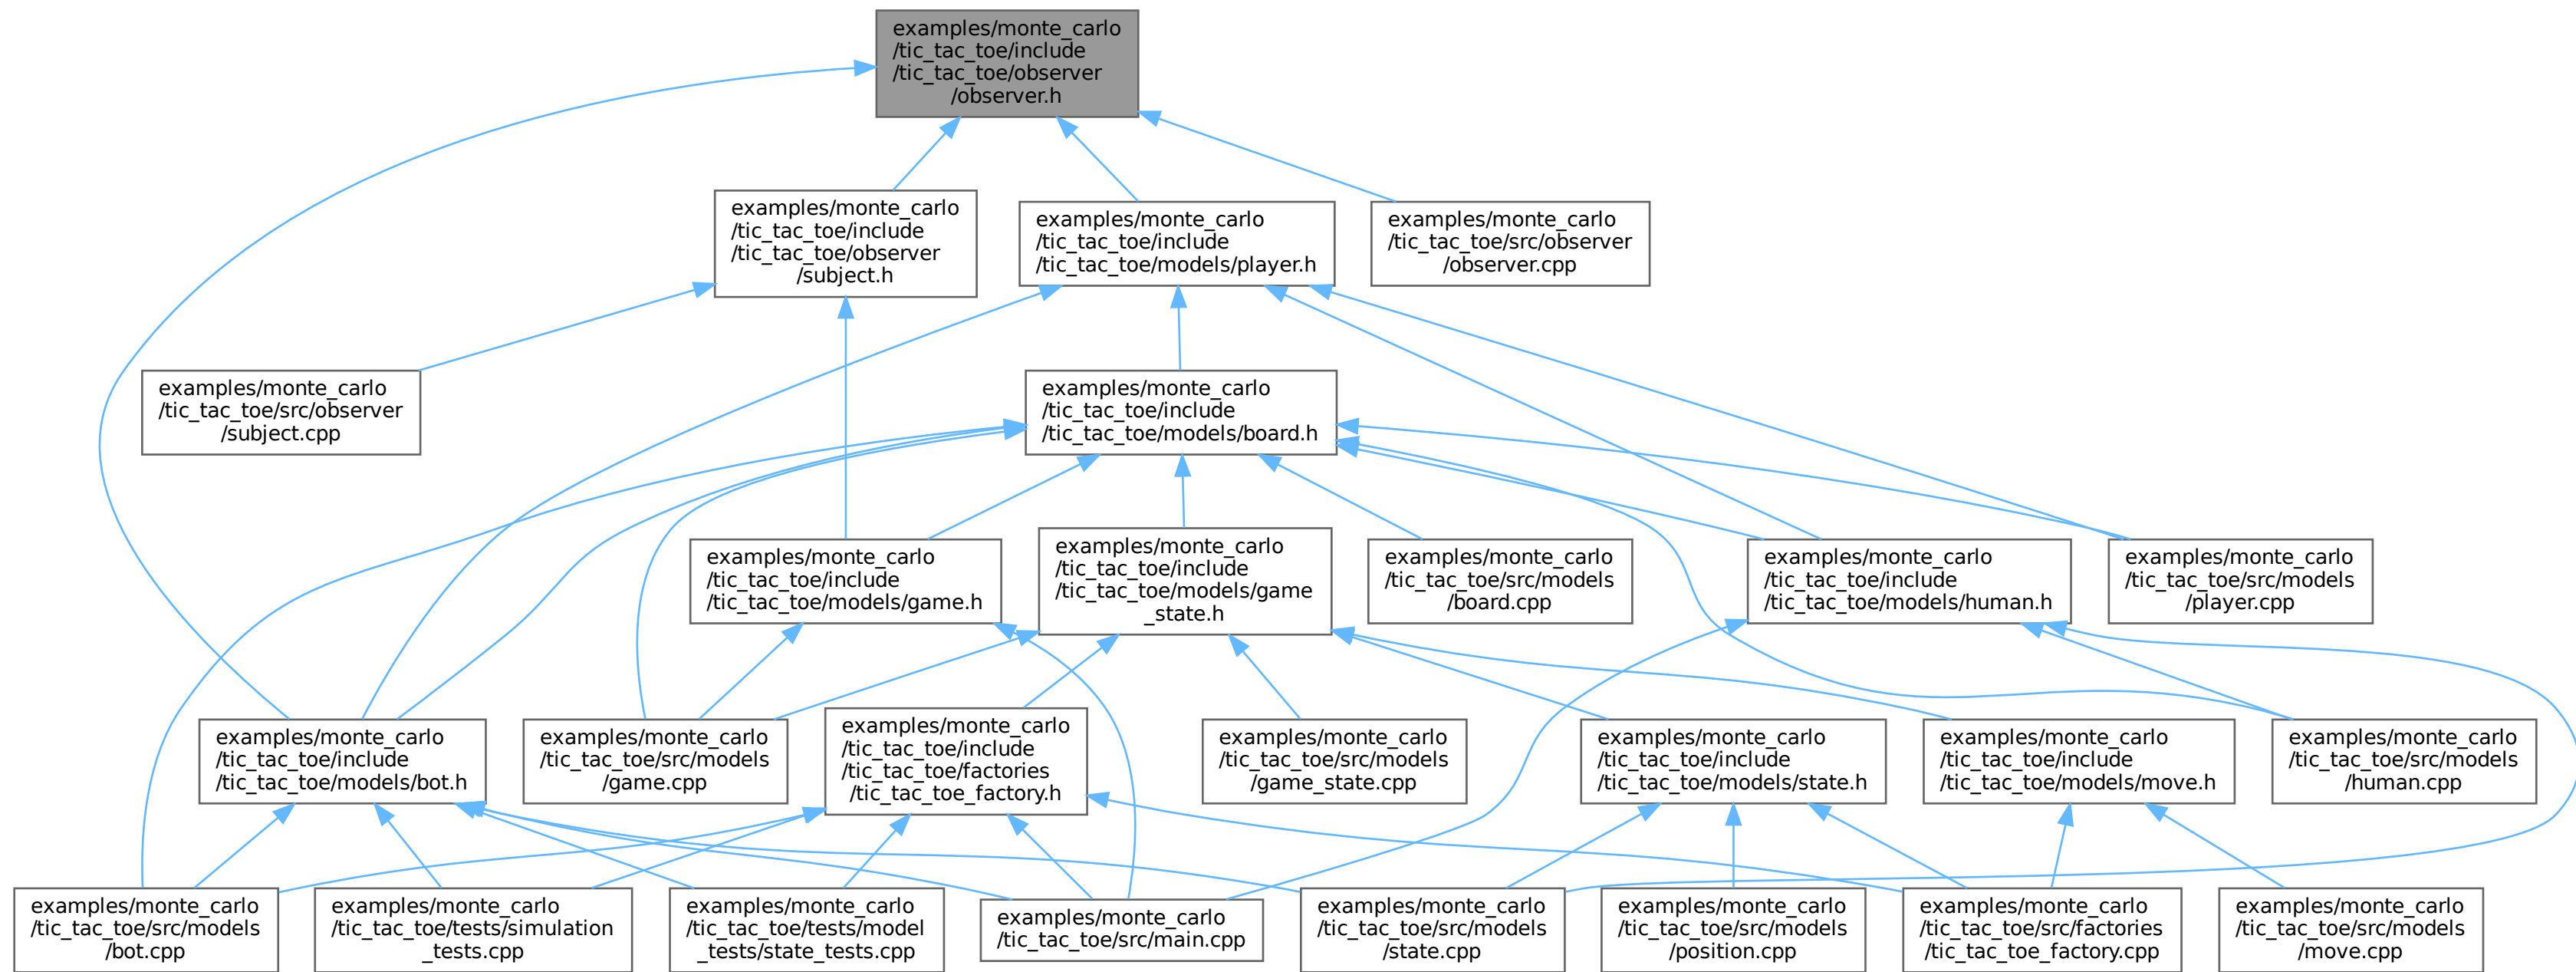 examples/monte_carlo
/tic_tac_toe/include
/tic_tac_toe/observer
/observer.h
examples/monte_carlo
/tic_tac_toe/include
/tic_tac_toe/observer
/subject.h
examples/monte_carlo
/tic_tac_toe/include
/tic_tac_toe/models/player.h
examples/monte_carlo
/tic_tac_toe/src/observer
/observer.cpp
examples/monte_carlo
/tic_tac_toe/src/observer
/subject.cpp
examples/monte_carlo
/tic_tac_toe/include
/tic_tac_toe/models/board.h
examples/monte_carlo
/tic_tac_toe/include
/tic_tac_toe/models/game.h
examples/monte_carlo
/tic_tac_toe/include
/tic_tac_toe/models/game
_state.h
examples/monte_carlo
/tic_tac_toe/src/models
/board.cpp
examples/monte_carlo
/tic_tac_toe/include
/tic_tac_toe/models/human.h
examples/monte_carlo
/tic_tac_toe/src/models
/player.cpp
examples/monte_carlo
/tic_tac_toe/include
/tic_tac_toe/models/bot.h
examples/monte_carlo
/tic_tac_toe/src/models
/game.cpp
examples/monte_carlo
/tic_tac_toe/include
/tic_tac_toe/factories
/tic_tac_toe_factory.h
examples/monte_carlo
/tic_tac_toe/src/models
/game_state.cpp
examples/monte_carlo
/tic_tac_toe/include
/tic_tac_toe/models/state.h
examples/monte_carlo
/tic_tac_toe/include
/tic_tac_toe/models/move.h
examples/monte_carlo
/tic_tac_toe/src/models
/human.cpp
examples/monte_carlo
/tic_tac_toe/src/models
/bot.cpp
examples/monte_carlo
/tic_tac_toe/tests/simulation
_tests.cpp
examples/monte_carlo
/tic_tac_toe/tests/model
_tests/state_tests.cpp
examples/monte_carlo
/tic_tac_toe/src/main.cpp
examples/monte_carlo
/tic_tac_toe/src/models
/state.cpp
examples/monte_carlo
/tic_tac_toe/src/models
/position.cpp
examples/monte_carlo
/tic_tac_toe/src/factories
/tic_tac_toe_factory.cpp
examples/monte_carlo
/tic_tac_toe/src/models
/move.cpp